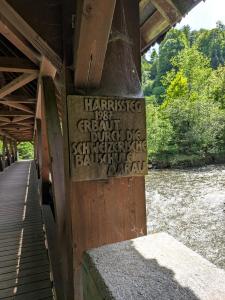 HARRISSTEG
1987
ERBAUT
DURCH DIE
SCHWEIZERISCHE
BAUSCHULE
AARAU